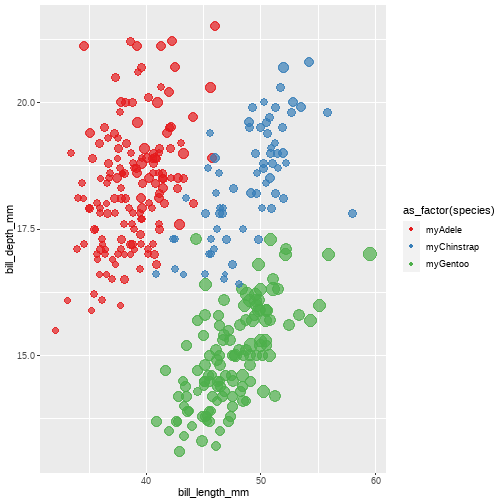 20.0
17.5
15.0
40
50
60
bill_length_mm
bill_depth_mm
as_factor(species)
myAdele
myChinstrap
myGentoo